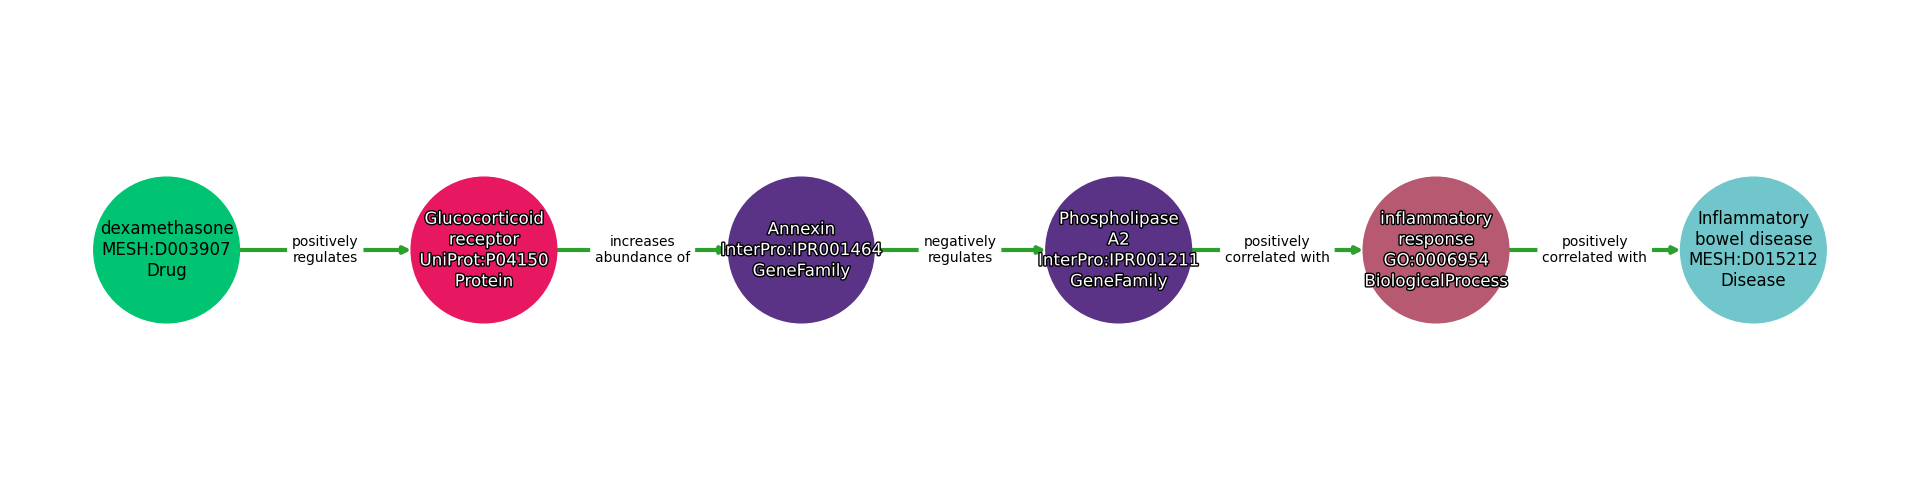 dexamethasone
MESH:D003907
Drug
positively
regulates
Glucocorticoid
receptor
UniProt:P04150
Protein
increases
abundance of
Annexin
InterPro:IPR001464
GeneFamily
negatively
regulates
Phospholipase
A2
InterPro:IPR001211
GeneFamily
positively
correlated with
inflammatory
response
GO:0006954
BiologicalProcess
positively
correlated with
Inflammatory
bowel disease
MESH:D015212
Disease